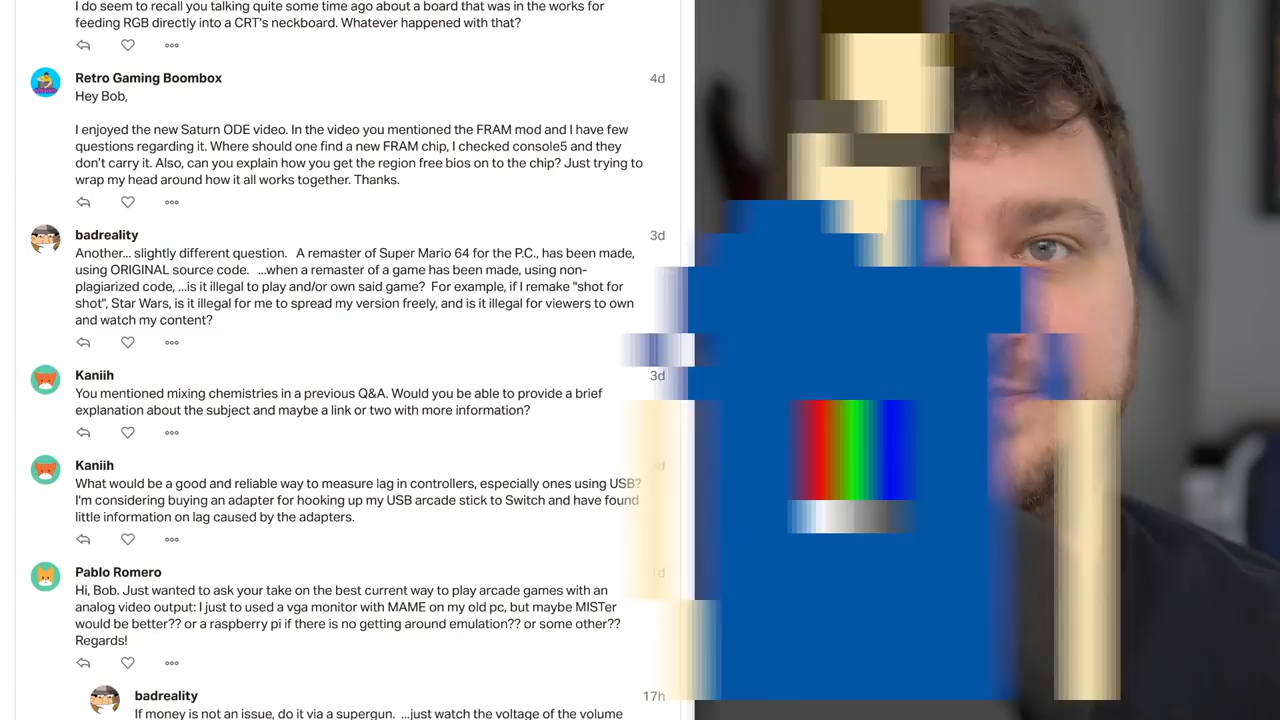 I do seem to recall you talking quite some time ago about a board that was in the works for
feeding RGB directly into a CRT's neckboard. Whatever happened with that?
Retro Gaming Boombox
4d
Hey Bob,
I enjoyed the new Saturn ODE video. In the video you mentioned the FRAM mod and I have few
questions regarding it. Where should one find a new FRAM chip, I checked console5 and they
don't carry it. Also, can you explain how you get the region free bios on to the chip? Just trying to
wrap my head around how it all works together. Thanks.
badreality
3d
Another... slightly different question. A remaster of Super Mario 64 for the P.C., has been made,
using ORIGINAL source code. ...when a remaster of a game has been made, using non-
plagiarized code, ...is it illegal to play and/or own said game? For example, if I remake "shot for
shot", Star Wars, is it illegal for me to spread my version freely, and is it illegal for viewers to own
and watch my content?
Kaniih
3d
You mentioned mixing chemistries in a previous Q&A. Would you be able to provide a brief
explanation about the subject and maybe a link or two with more information?
Kaniih
What would be a good and reliable way to measure lag in controllers, especially ones using USB?
I'm considering buying an adapter for hooking up my USB arcade stick to Switch and have found
little information on lag caused by the adapters.
Pablo Romero
Hi, Bob. Just wanted to ask your take on the best current way to play arcade games with an
analog video output: I just to used a vga monitor with MAME on my old pc, but maybe MISTer
would be better?? or a raspberry pi if there is no getting around emulation?? or some other??
Regards!
badreality
17h
If money is not an issue, do it via a supergun. ...just watch the voltage of the volume